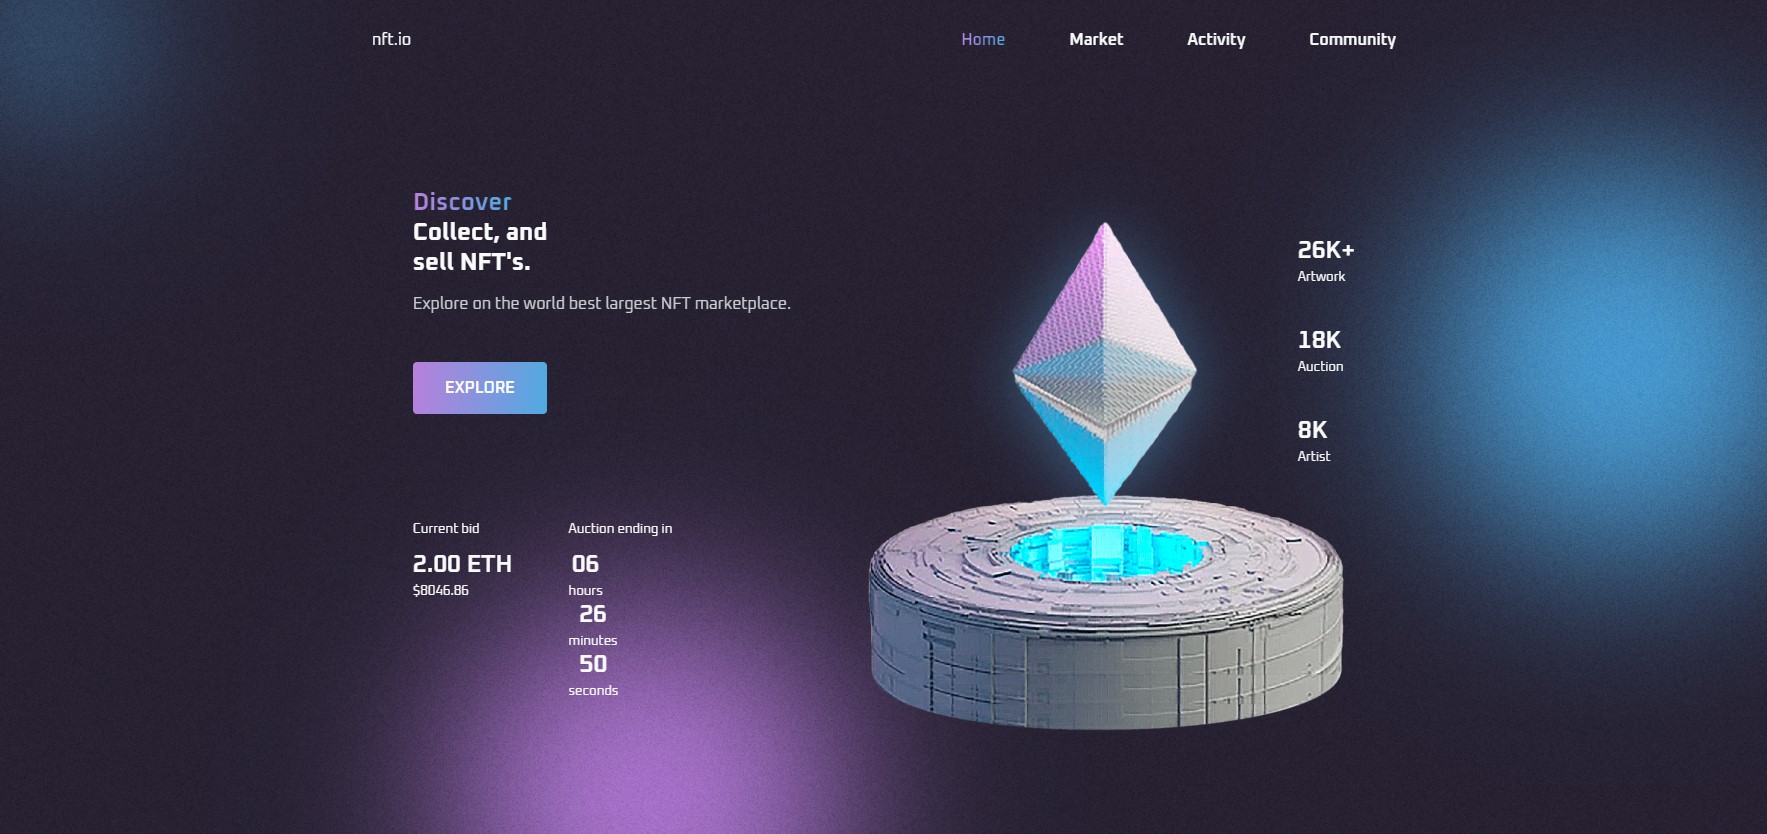 nft.io
Home Market Activity Community
Discover
Collect, and
sell NFT's.
Explore on the world best largest NFT marketplace.
EXPLORE
26K+
Artwork
18K
Auction
8K
Artist
Current bid
2.00 ETH
$8046.86
Auction ending in
06
hours
26
minutes
50
seconds